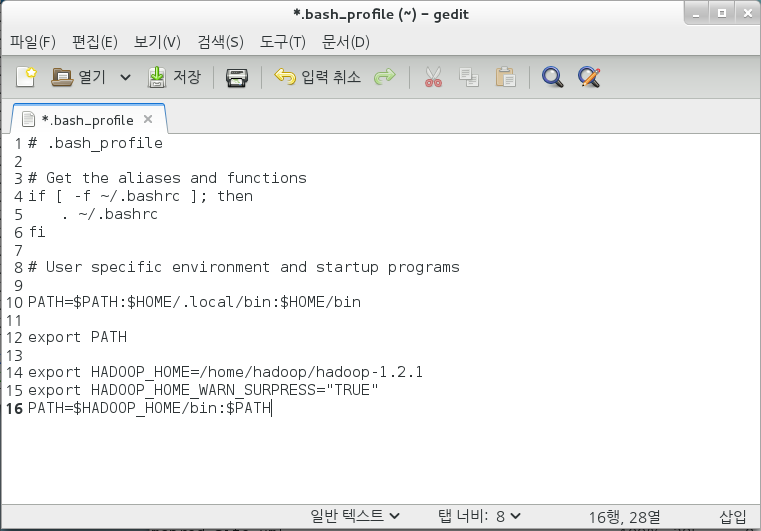 *.bash_profile (~) – gedit
파일(F) 편집(E) 보기(V) 검색(S) 도구(T) 문서(D)
열기 저장 입력 취소
*.bash_profile
1 # .bash_profile
2
3 # Get the aliases and functions
4 if [ -f ~/.bashrc ]; then
5 . ~/.bashrc
6 fi
7
8 # User specific environment and startup programs
9
10 PATH=$PATH:$HOME/.local/bin:$HOME/bin
11
12 export PATH
13
14 export HADOOP_HOME=/home/hadoop/hadoop-1.2.1
15 export HADOOP_HOME_WARN_SURPRESS="TRUE"
16 PATH=$HADOOP_HOME/bin:$PATH
일반 텍스트 탭 너비: 8 16행, 28열 삽입